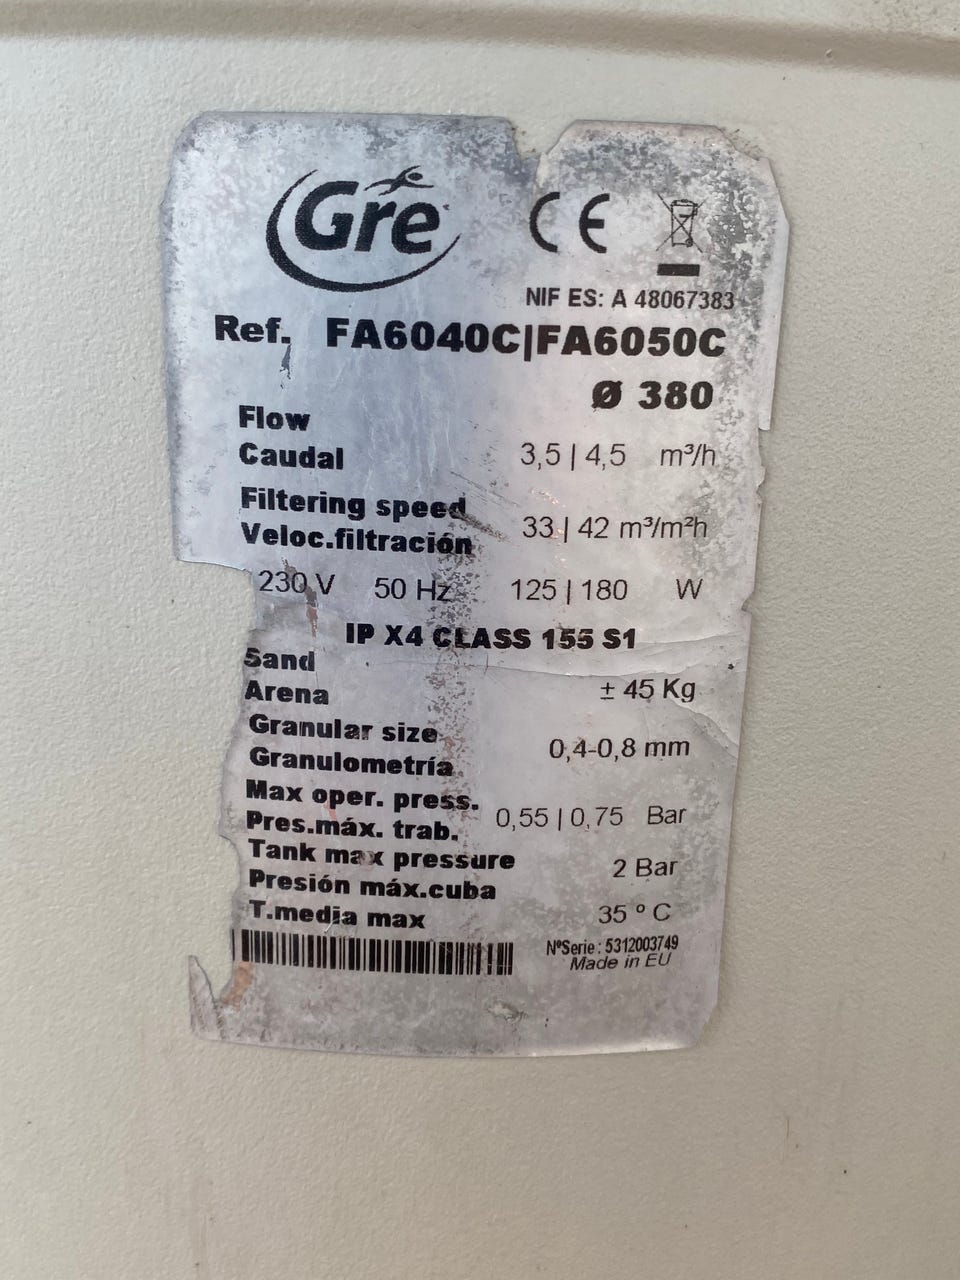 Gre CE
NIF ES: A 48067383
Ref. FA6040C|FA6050C
Ø 380
Flow
Caudal 3,5 | 4,5 m³/h
Filtering speed
Veloc.filtración 33 | 42 m³/m²h
230 V 50 Hz 125 | 180 W
IP X4 CLASS 155 S1
Sand
Arena ± 45 Kg
Granular size
Granulometría 0,4-0,8 mm
Max oper. press.
Pres.máx. trab. 0,55 | 0,75 Bar
Tank max pressure
Presión máx.cuba 2 Bar
T.media max 35 º C
NºSerie : 5312003749
Made in EU